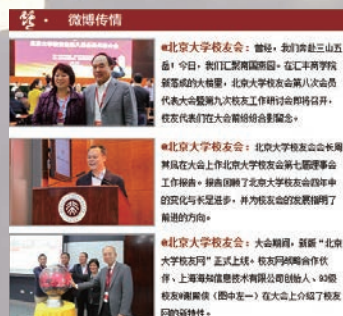 微博传情
@北京大学校友会：曾经，我们奔赴三山五
岳！今日，我们汇聚南国燕园。在汇丰商学院
新落成的大楼里，北京大学校友会第八次会员
代表大会暨第九次校友工作研讨会即将召开，
校友代表们在大会前纷纷合影留念。
@北京大学校友会：北京大学校友会会长周
其凤在大会上作北京大学校友会第七届理事会
工作报告。报告回顾了北京大学校友会四年中
的变化与长足进步，并为校友会的发展指明了
前进的方向。
@北京大学校友会：大会期间，新版“北京
大学校友网”正式上线。校友网战略合作伙
伴、上海海知信息技术有限公司创始人、93级
校友@谢殿侠（图中左一）在大会上介绍了校友
网的新特性。